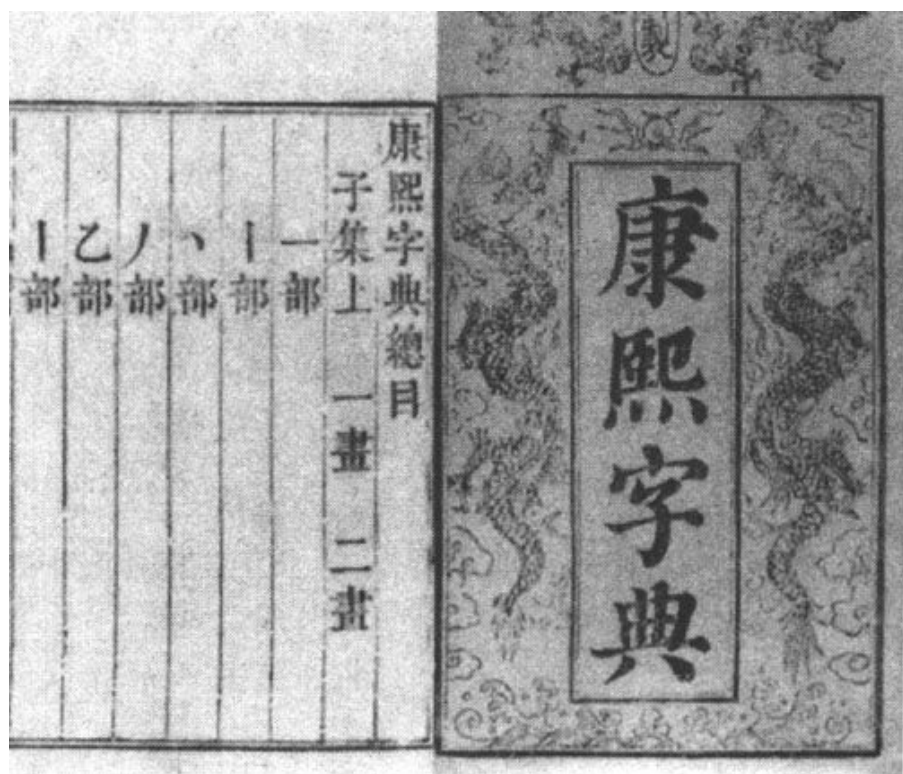 製
康熙字典
康熙字典總目
子集上 一畫 二畫
一部
丨部
丶部
丿部
乙部
亅部